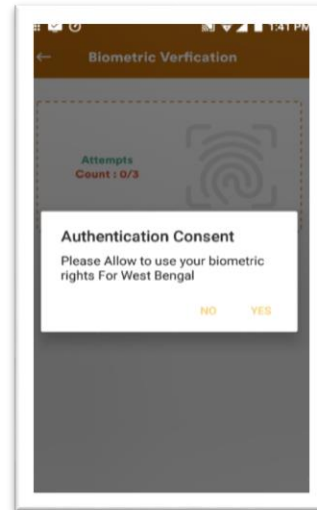 1:41 PM
← Biometric Verfication
Attempts
Count : 0/3
Authentication Consent
Please Allow to use your biometric
rights For West Bengal
NO YES